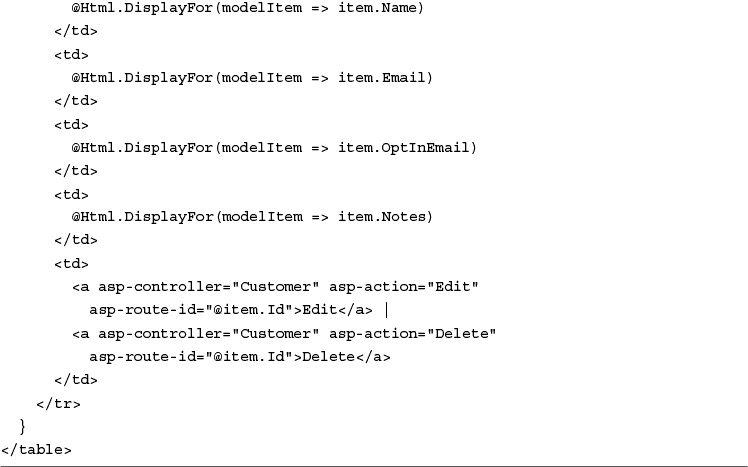 @Html.DisplayFor(modelItem => item.Name)
      </td>
      <td>
        @Html.DisplayFor(modelItem => item.Email)
      </td>
      <td>
        @Html.DisplayFor(modelItem => item.OptInEmail)
      </td>
      <td>
        @Html.DisplayFor(modelItem => item.Notes)
      </td>
      <td>
        <a asp-controller="Customer" asp-action="Edit"
          asp-route-id="@item.Id">Edit</a> |
        <a asp-controller="Customer" asp-action="Delete"
          asp-route-id="@item.Id">Delete</a>
      </td>
    </tr>
  }
</table>